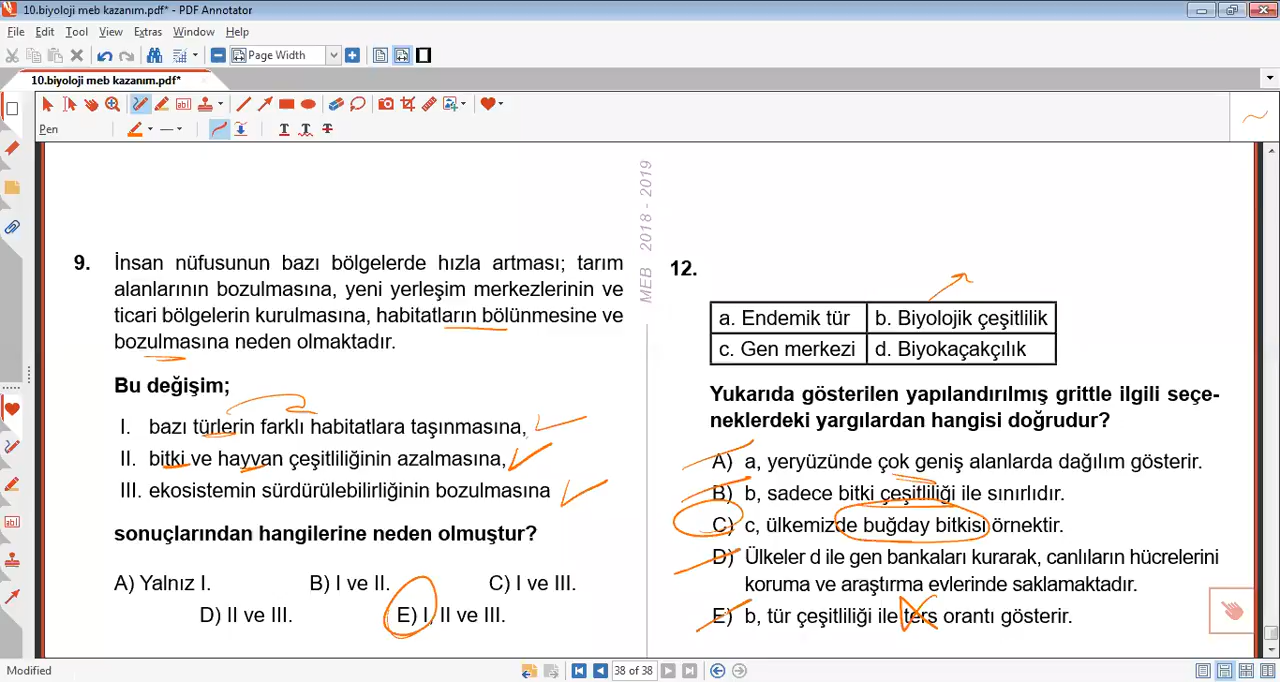 10.biyoloji meb kazanım.pdf* - PDF Annotator
File Edit Tool View Extras Window Help
Page Width
10.biyoloji meb kazanım.pdf*
Pen
MEB 2018 - 2019
9. İnsan nüfusunun bazı bölgelerde hızla artması; tarım
alanlarının bozulmasına, yeni yerleşim merkezlerinin ve
ticari bölgelerin kurulmasına, habitatların bölünmesine ve
bozulmasına neden olmaktadır.
Bu değişim;
I. bazı türlerin farklı habitatlara taşınmasına,
II. bitki ve hayvan çeşitliliğinin azalmasına,
III. ekosistemin sürdürülebilirliğinin bozulmasına
sonuçlarından hangilerine neden olmuştur?
A) Yalnız I. B) I ve II. C) I ve III.
D) II ve III. E) I, II ve III.
12.
a. Endemik tür b. Biyolojik çeşitlilik
c. Gen merkezi d. Biyokaçakçılık
Yukarıda gösterilen yapılandırılmış gritle ilgili seçe-
neklerdeki yargılardan hangisi doğrudur?
A) a, yeryüzünde çok geniş alanlarda dağılım gösterir.
B) b, sadece bitki çeşitliliği ile sınırlıdır.
C) c, ülkemizde buğday bitkisi örnektir.
D) Ülkeler d ile gen bankaları kurarak, canlıların hücrelerini
koruma ve araştırma evlerinde saklamaktadır.
E) b, tür çeşitliliği ile ters orantı gösterir.
Modified
38 of 38